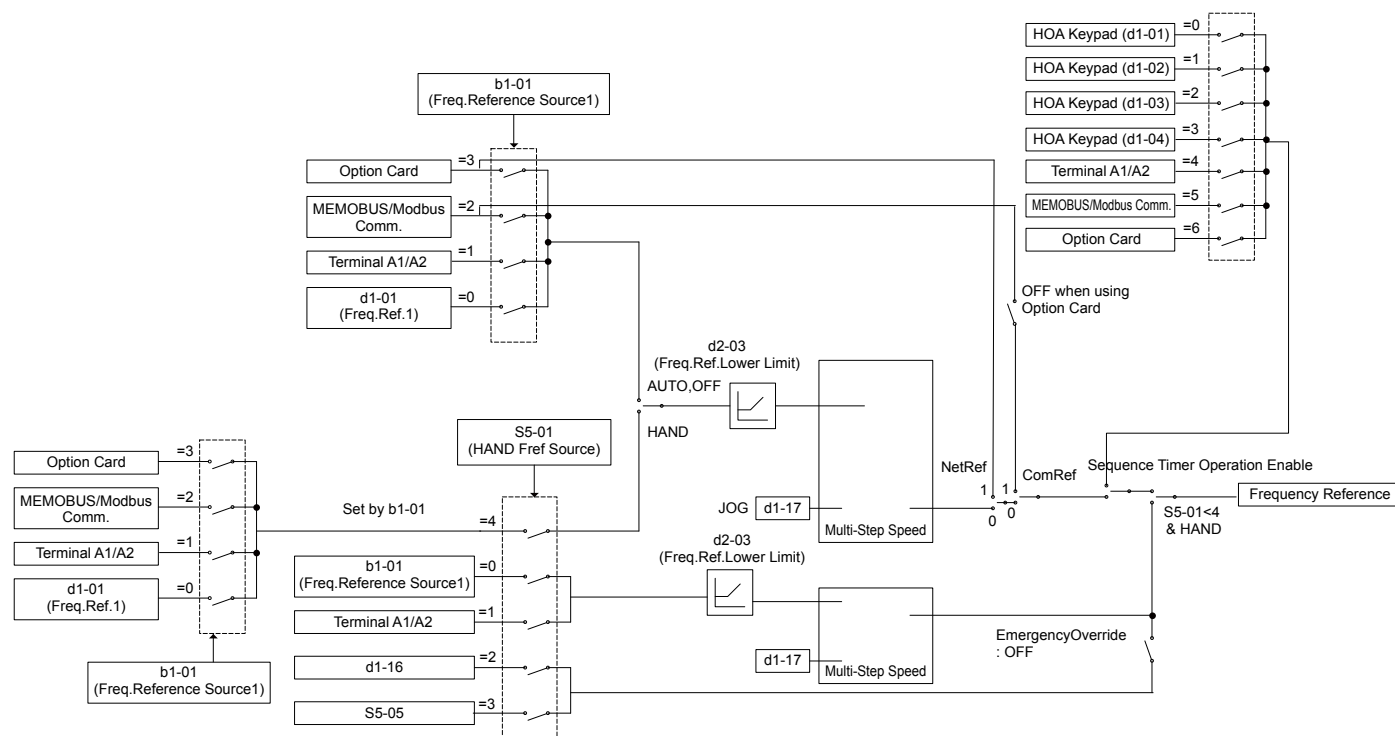 HOA Keypad (d1-01)
=0
HOA Keypad (d1-02)
=1
HOA Keypad (d1-03)
=2
HOA Keypad (d1-04)
=3
Terminal A1/A2
=4
MEMOBUS/Modbus Comm.
=5
Option Card
=6
b1-01
(Freq.Reference Source1)
Option Card
=3
MEMOBUS/Modbus
Comm.
=2
Terminal A1/A2
=1
d1-01
(Freq.Ref.1)
=0
OFF when using
Option Card
d2-03
(Freq.Ref.Lower Limit)
AUTO,OFF
HAND
S5-01
(HAND Fref Source)
Option Card
=3
MEMOBUS/Modbus
Comm.
=2
Terminal A1/A2
=1
d1-01
(Freq.Ref.1)
=0
b1-01
(Freq.Reference Source1)
Set by b1-01
=4
b1-01
(Freq.Reference Source1)
=0
Terminal A1/A2
=1
d1-16
=2
S5-05
=3
JOG
d1-17
Multi-Step Speed
d2-03
(Freq.Ref.Lower Limit)
d1-17
Multi-Step Speed
NetRef
1
0
1
0
ComRef
Sequence Timer Operation Enable
S5-01<4
& HAND
Frequency Reference
EmergencyOverride
: OFF